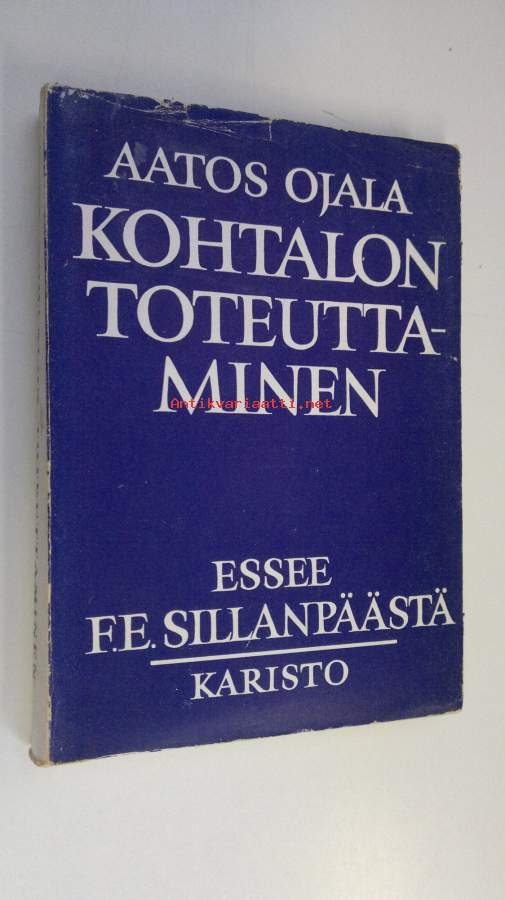 AATOS OJALA
KOHTALON
TOTEUTTA-
MINEN
Antikvariaatti.net
ESSEE
F.E. SILLANPÄÄSTÄ
KARISTO